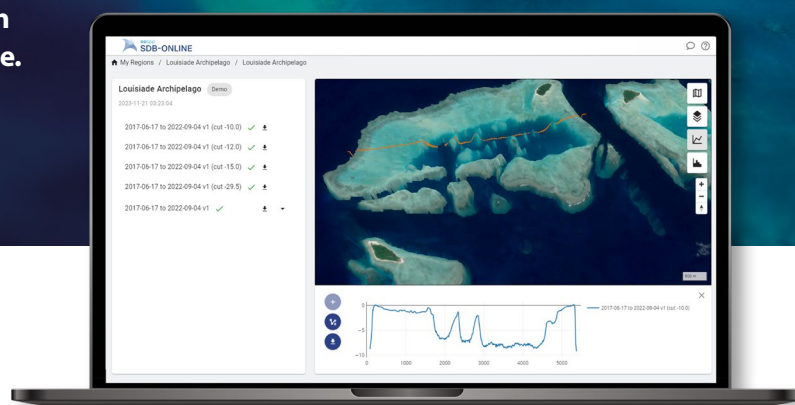 e.
SDB-ONLINE
My Regions / Louisiade Archipelago / Louisiade Archipelago
Louisiade Archipelago Demo
2023-11-21 03:23:04
2017-06-17 to 2022-09-04 v1 (cut -10.0)
2017-06-17 to 2022-09-04 v1 (cut -12.0)
2017-06-17 to 2022-09-04 v1 (cut -15.0)
2017-06-17 to 2022-09-04 v1 (cut -29.5)
2017-06-17 to 2022-09-04 v1
0
−5
−10
0 1000 2000 3000 4000 5000
2017-06-17 to 2022-09-04 v1 (cut -10.0)